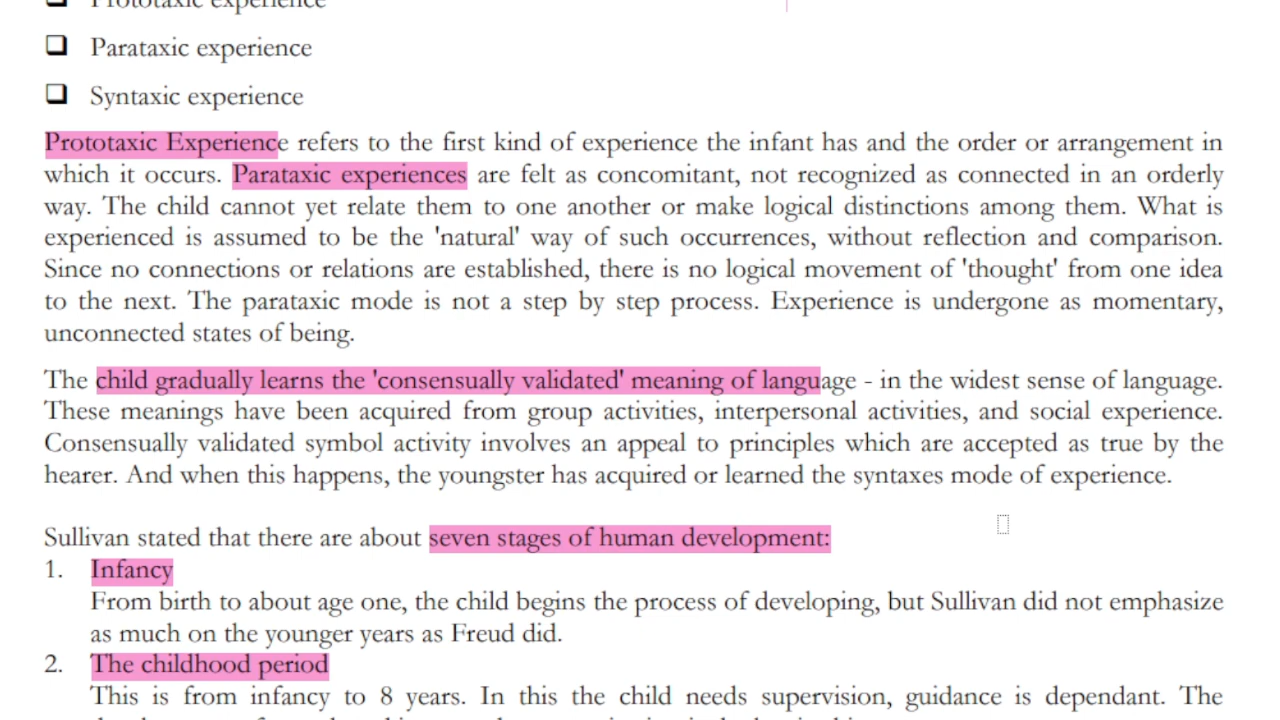 Prototaxic experience
❑ Parataxic experience
❑ Syntaxic experience
Prototaxic Experience refers to the first kind of experience the infant has and the order or arrangement in
which it occurs. Parataxic experiences are felt as concomitant, not recognized as connected in an orderly
way. The child cannot yet relate them to one another or make logical distinctions among them. What is
experienced is assumed to be the 'natural' way of such occurrences, without reflection and comparison.
Since no connections or relations are established, there is no logical movement of 'thought' from one idea
to the next. The parataxic mode is not a step by step process. Experience is undergone as momentary,
unconnected states of being.
The child gradually learns the 'consensually validated' meaning of language - in the widest sense of language.
These meanings have been acquired from group activities, interpersonal activities, and social experience.
Consensually validated symbol activity involves an appeal to principles which are accepted as true by the
hearer. And when this happens, the youngster has acquired or learned the syntaxes mode of experience.
Sullivan stated that there are about seven stages of human development:
1. Infancy
From birth to about age one, the child begins the process of developing, but Sullivan did not emphasize
as much on the younger years as Freud did.
2. The childhood period
This is from infancy to 8 years. In this the child needs supervision, guidance is dependant. The